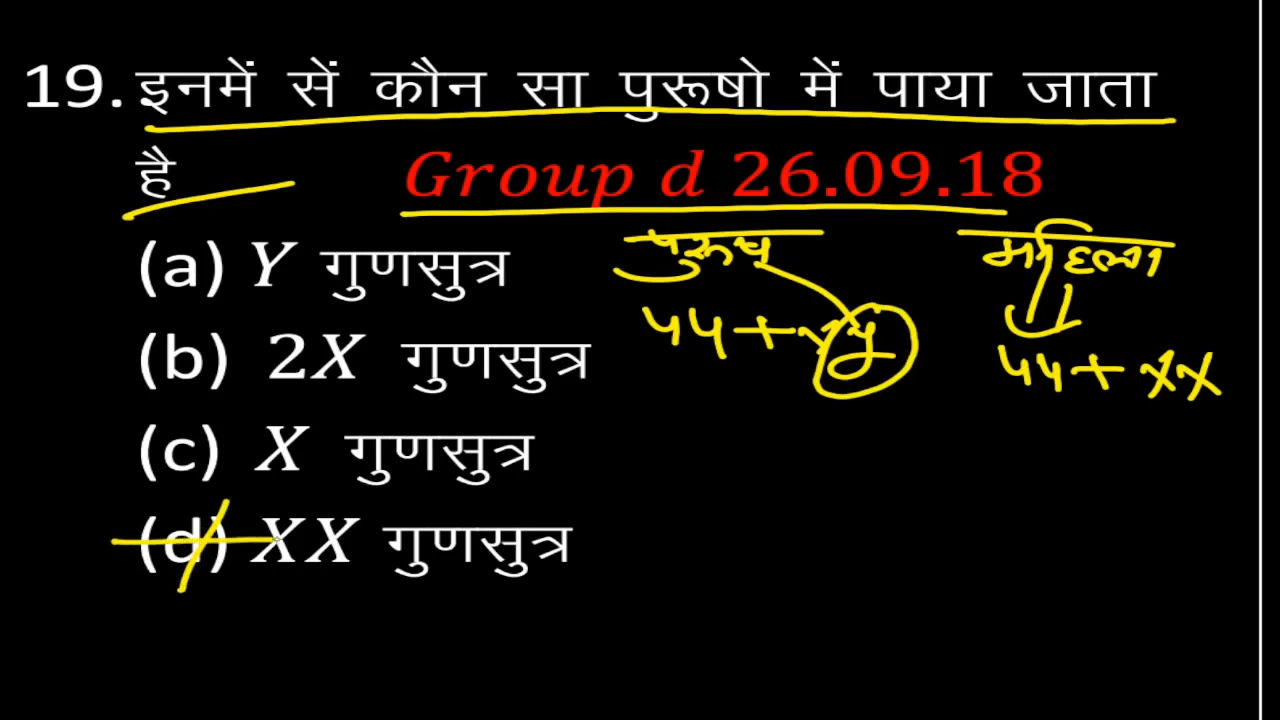 19. इनमें सें कौन सा पुरूषो में पाया जाता
है Group d 26.09.18
पुरूष महिला
(a) Y गुणसुत्र
44+xy
(b) 2X गुणसुत्र
44+xx
(c) X गुणसुत्र
(d) XX गुणसुत्र